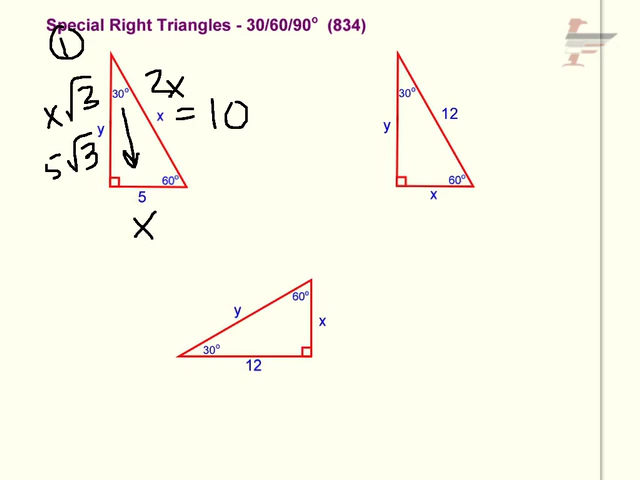 Special Right Triangles - 30/60/90° (834)
①
30°
2x
x√3
x = 10
y
5√3
60°
5
x
30°
12
y
60°
x
60°
y
x
30°
12